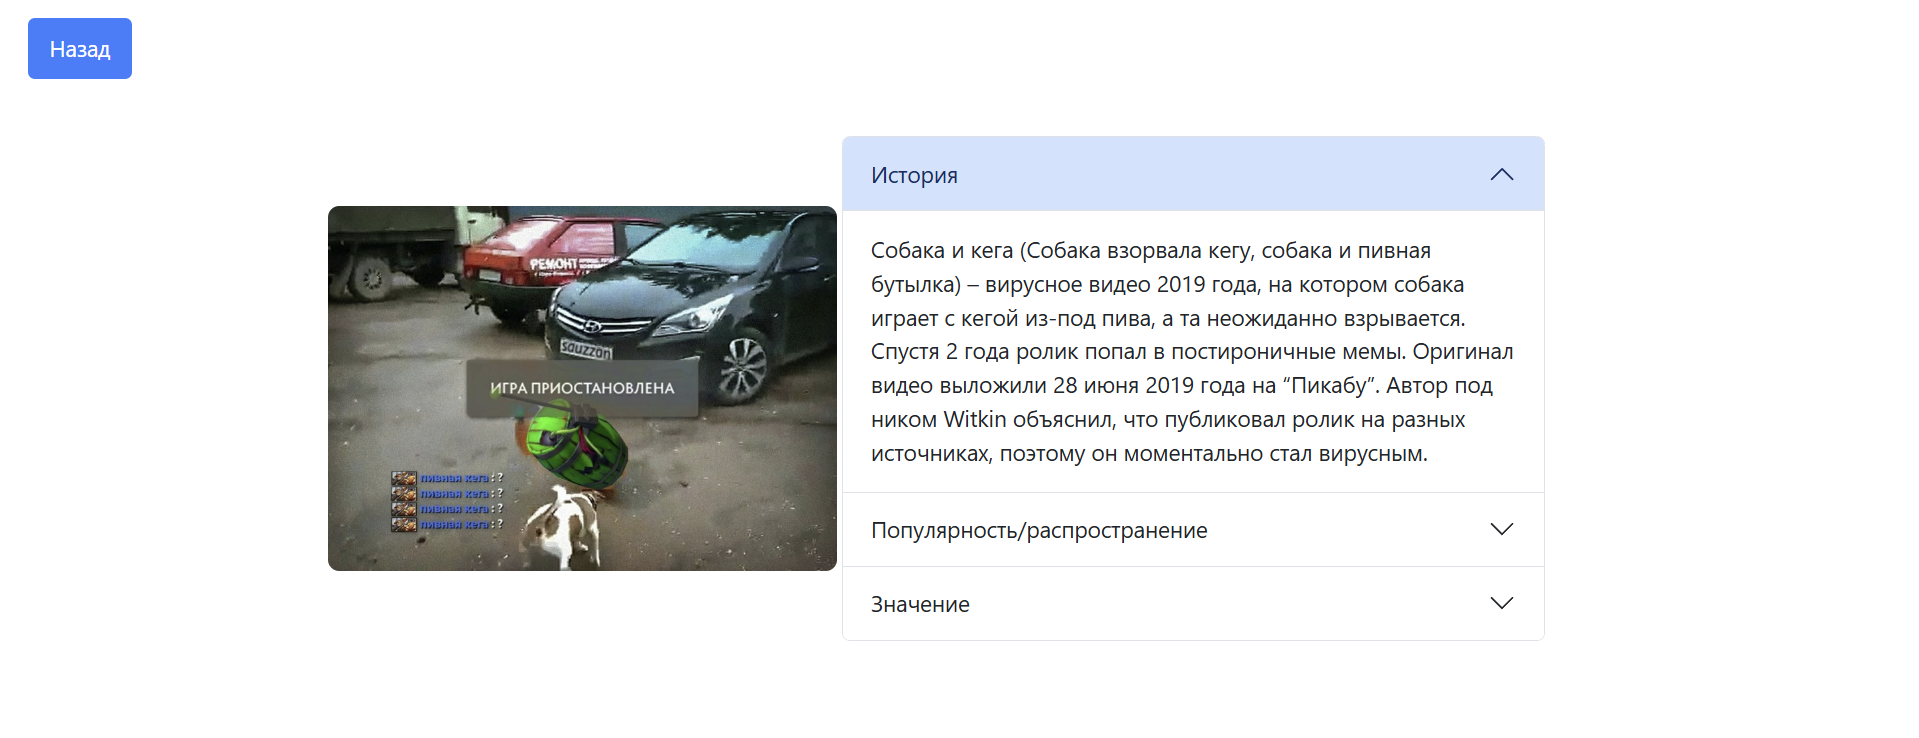 Назад
История
Собака и кега (Собака взорвала кегу, собака и пивная
бутылка) – вирусное видео 2019 года, на котором собака
играет с кегой из-под пива, а та неожиданно взрывается.
Спустя 2 года ролик попал в постироничные мемы. Оригинал
видео выложили 28 июня 2019 года на “Пикабу”. Автор под
ником Witkin объяснил, что публиковал ролик на разных
источниках, поэтому он моментально стал вирусным.
Популярность/распространение
Значение
РЕМОНТ
sauzzan
ИГРА ПРИОСТАНОВЛЕНА
пивная кега : ?
пивная кега : ?
пивная кега : ?
пивная кега : ?